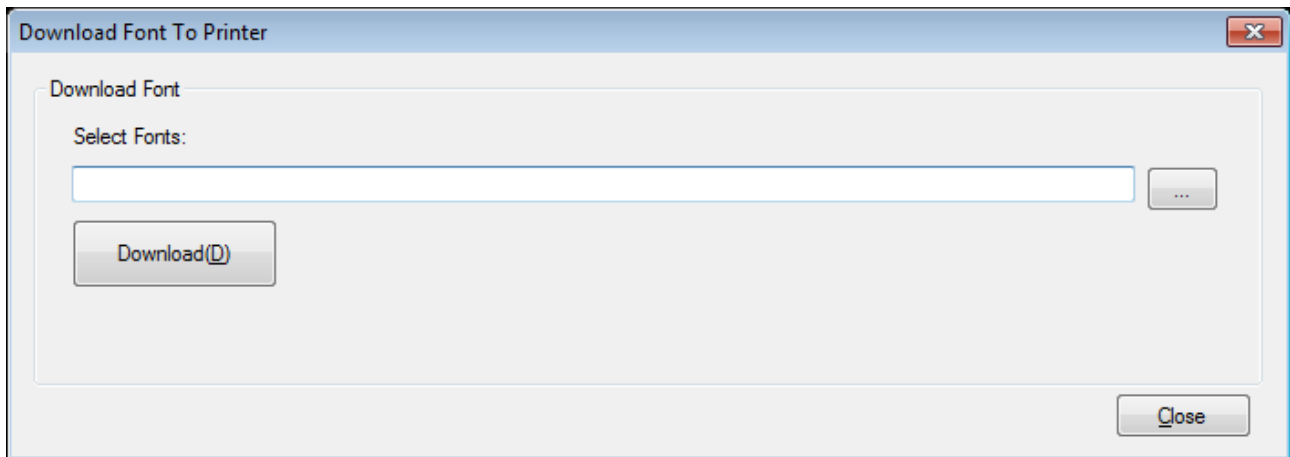 Download Font To Printer
Download Font
Select Fonts:
...
Download(D)
Close